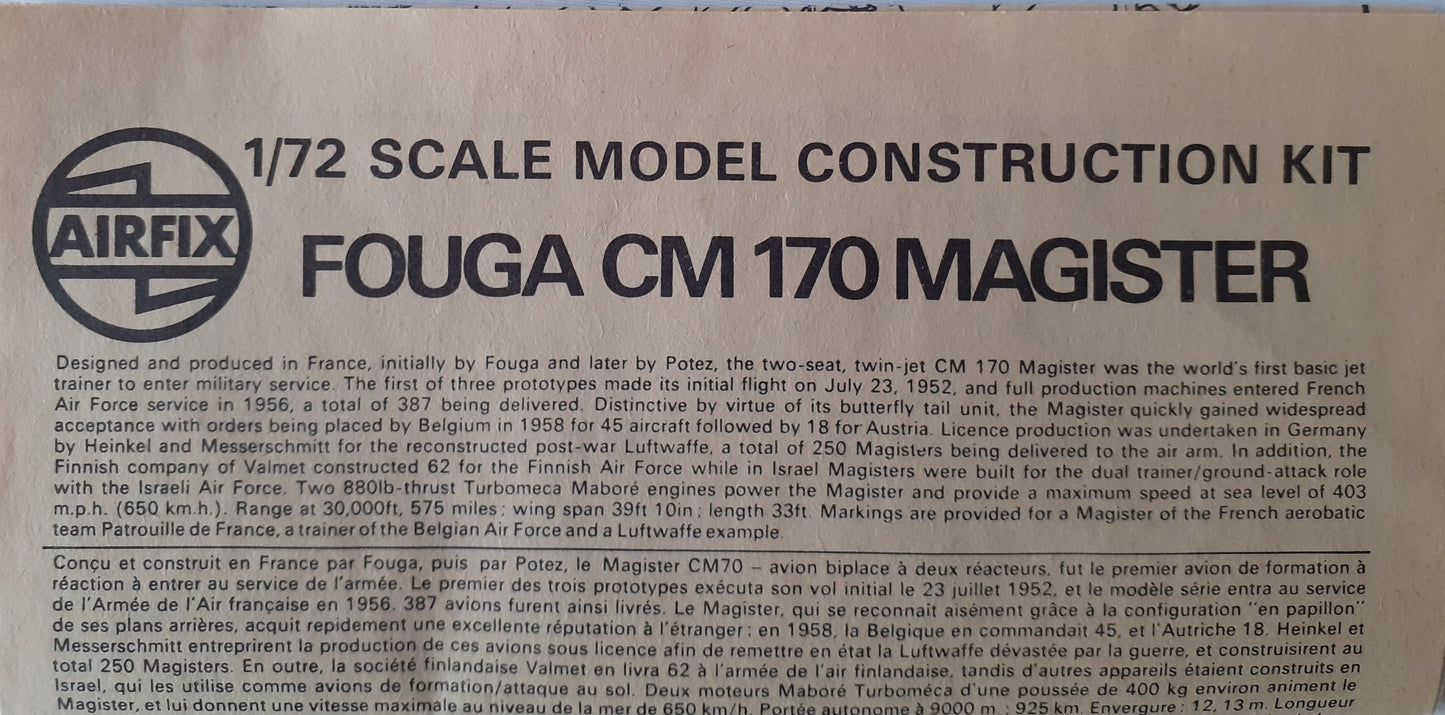 1/72 SCALE MODEL CONSTRUCTION KIT
AIRFIX
FOUGA CM 170 MAGISTER
Designed and produced in France, initially by Fouga and later by Potez, the two-seat, twin-jet CM 170 Magister was the world's first basic jet
trainer to enter military service. The first of three prototypes made its initial flight on July 23, 1952, and full production machines entered French
Air Force service in 1956, a total of 387 being delivered. Distinctive by virtue of its butterfly tail unit, the Magister quickly gained widespread
acceptance with orders being placed by Belgium in 1958 for 45 aircraft followed by 18 for Austria. Licence production was undertaken in Germany
by Heinkel and Messerschmitt for the reconstructed post-war Luftwaffe, a total of 250 Magisters being delivered to the air arm. In addition, the
Finnish company of Valmet constructed 62 for the Finnish Air Force while in Israel Magisters were built for the dual trainer/ground-attack role
with the Israeli Air Force. Two 880lb-thrust Turbomeca Maboré engines power the Magister and provide a maximum speed at sea level of 403
m.p.h. (650 km.h.). Range at 30,000ft, 575 miles; wing span 39ft 10in; length 33ft. Markings are provided for a Magister of the French aerobatic
team Patrouille de France, a trainer of the Belgian Air Force and a Luftwaffe example.
Conçu et construit en France par Fouga, puis par Potez, le Magister CM70 – avion biplace à deux réacteurs, fut le premier avion de formation à
réaction à entrer au service de l'armée. Le premier des trois prototypes exécuta son vol initial le 23 juillet 1952, et le modèle série entra au service
de l'Armée de l'Air française en 1956. 387 avions furent ainsi livrés. Le Magister, qui se reconnait aisément grâce à la configuration "en papillon"
de ses plans arrières, acquit repidement une excellente réputation à l'étranger; en 1958, la Belgique en commandait 45, et l'Autriche 18. Heinkel et
Messerschmitt entreprirent la production de ces avions sous licence afin de remettre en état la Luftwaffe dévastée par la guerre, et construisirent au
total 250 Magisters. En outre, la société finlandaise Valmet en livra 62 à l'armée de l'air finlandaise, tandis d'autres appareils étaient construits en
Israel, qui les utilise comme avions de formation/attaque au sol. Deux moteurs Maboré Turboméca d'une poussée de 400 kg environ animent le
Magister, et lui donnent une vitesse maximale au niveau de la mer de 650 km/h. Portée autonome à 9000 m. : 925 km. Envergure : 12, 13 m. Longueur